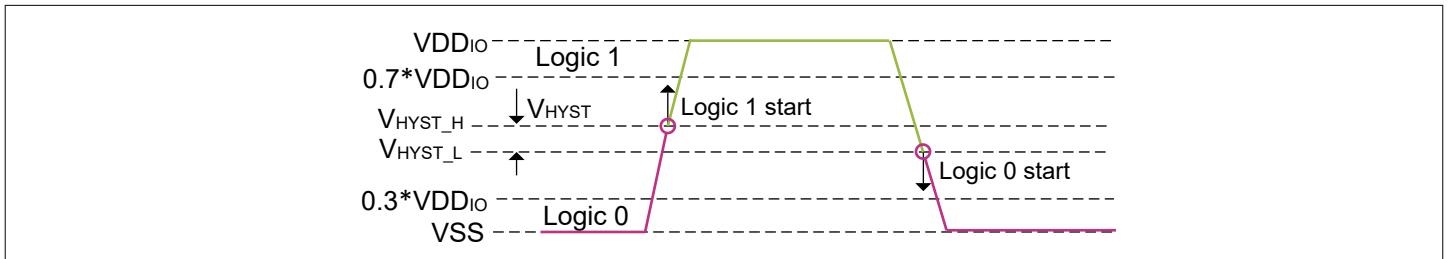 VDDIO
Logic 1
0.7*VDDIO
VHYST
Logic 1 start
VHYST_H
VHYST_L
Logic 0 start
0.3*VDDIO
Logic 0
VSS